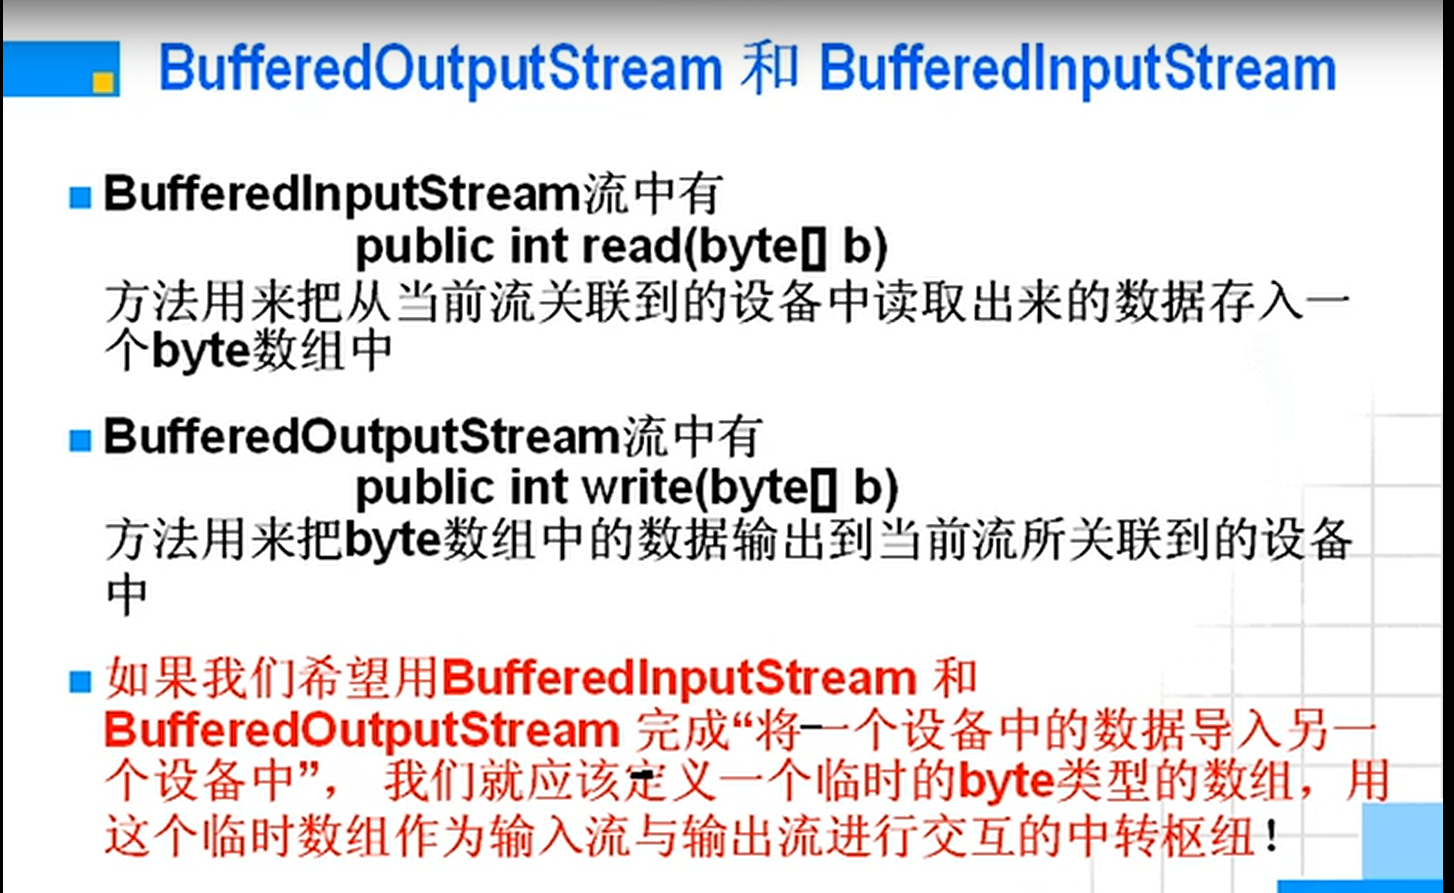 BufferedOutputStream 和 BufferedInputStream
BufferedInputStream流中有
public int read(byte[] b)
方法用来把从当前流关联到的设备中读取出来的数据存入一
个byte数组中
BufferedOutputStream流中有
public int write(byte[] b)
方法用来把byte数组中的数据输出到当前流所关联到的设备
中
如果我们希望用BufferedInputStream 和
BufferedOutputStream 完成“将一个设备中的数据导入另一
个设备中”, 我们就应该定义一个临时的byte类型的数组，用
这个临时数组作为输入流与输出流进行交互的中转枢纽！